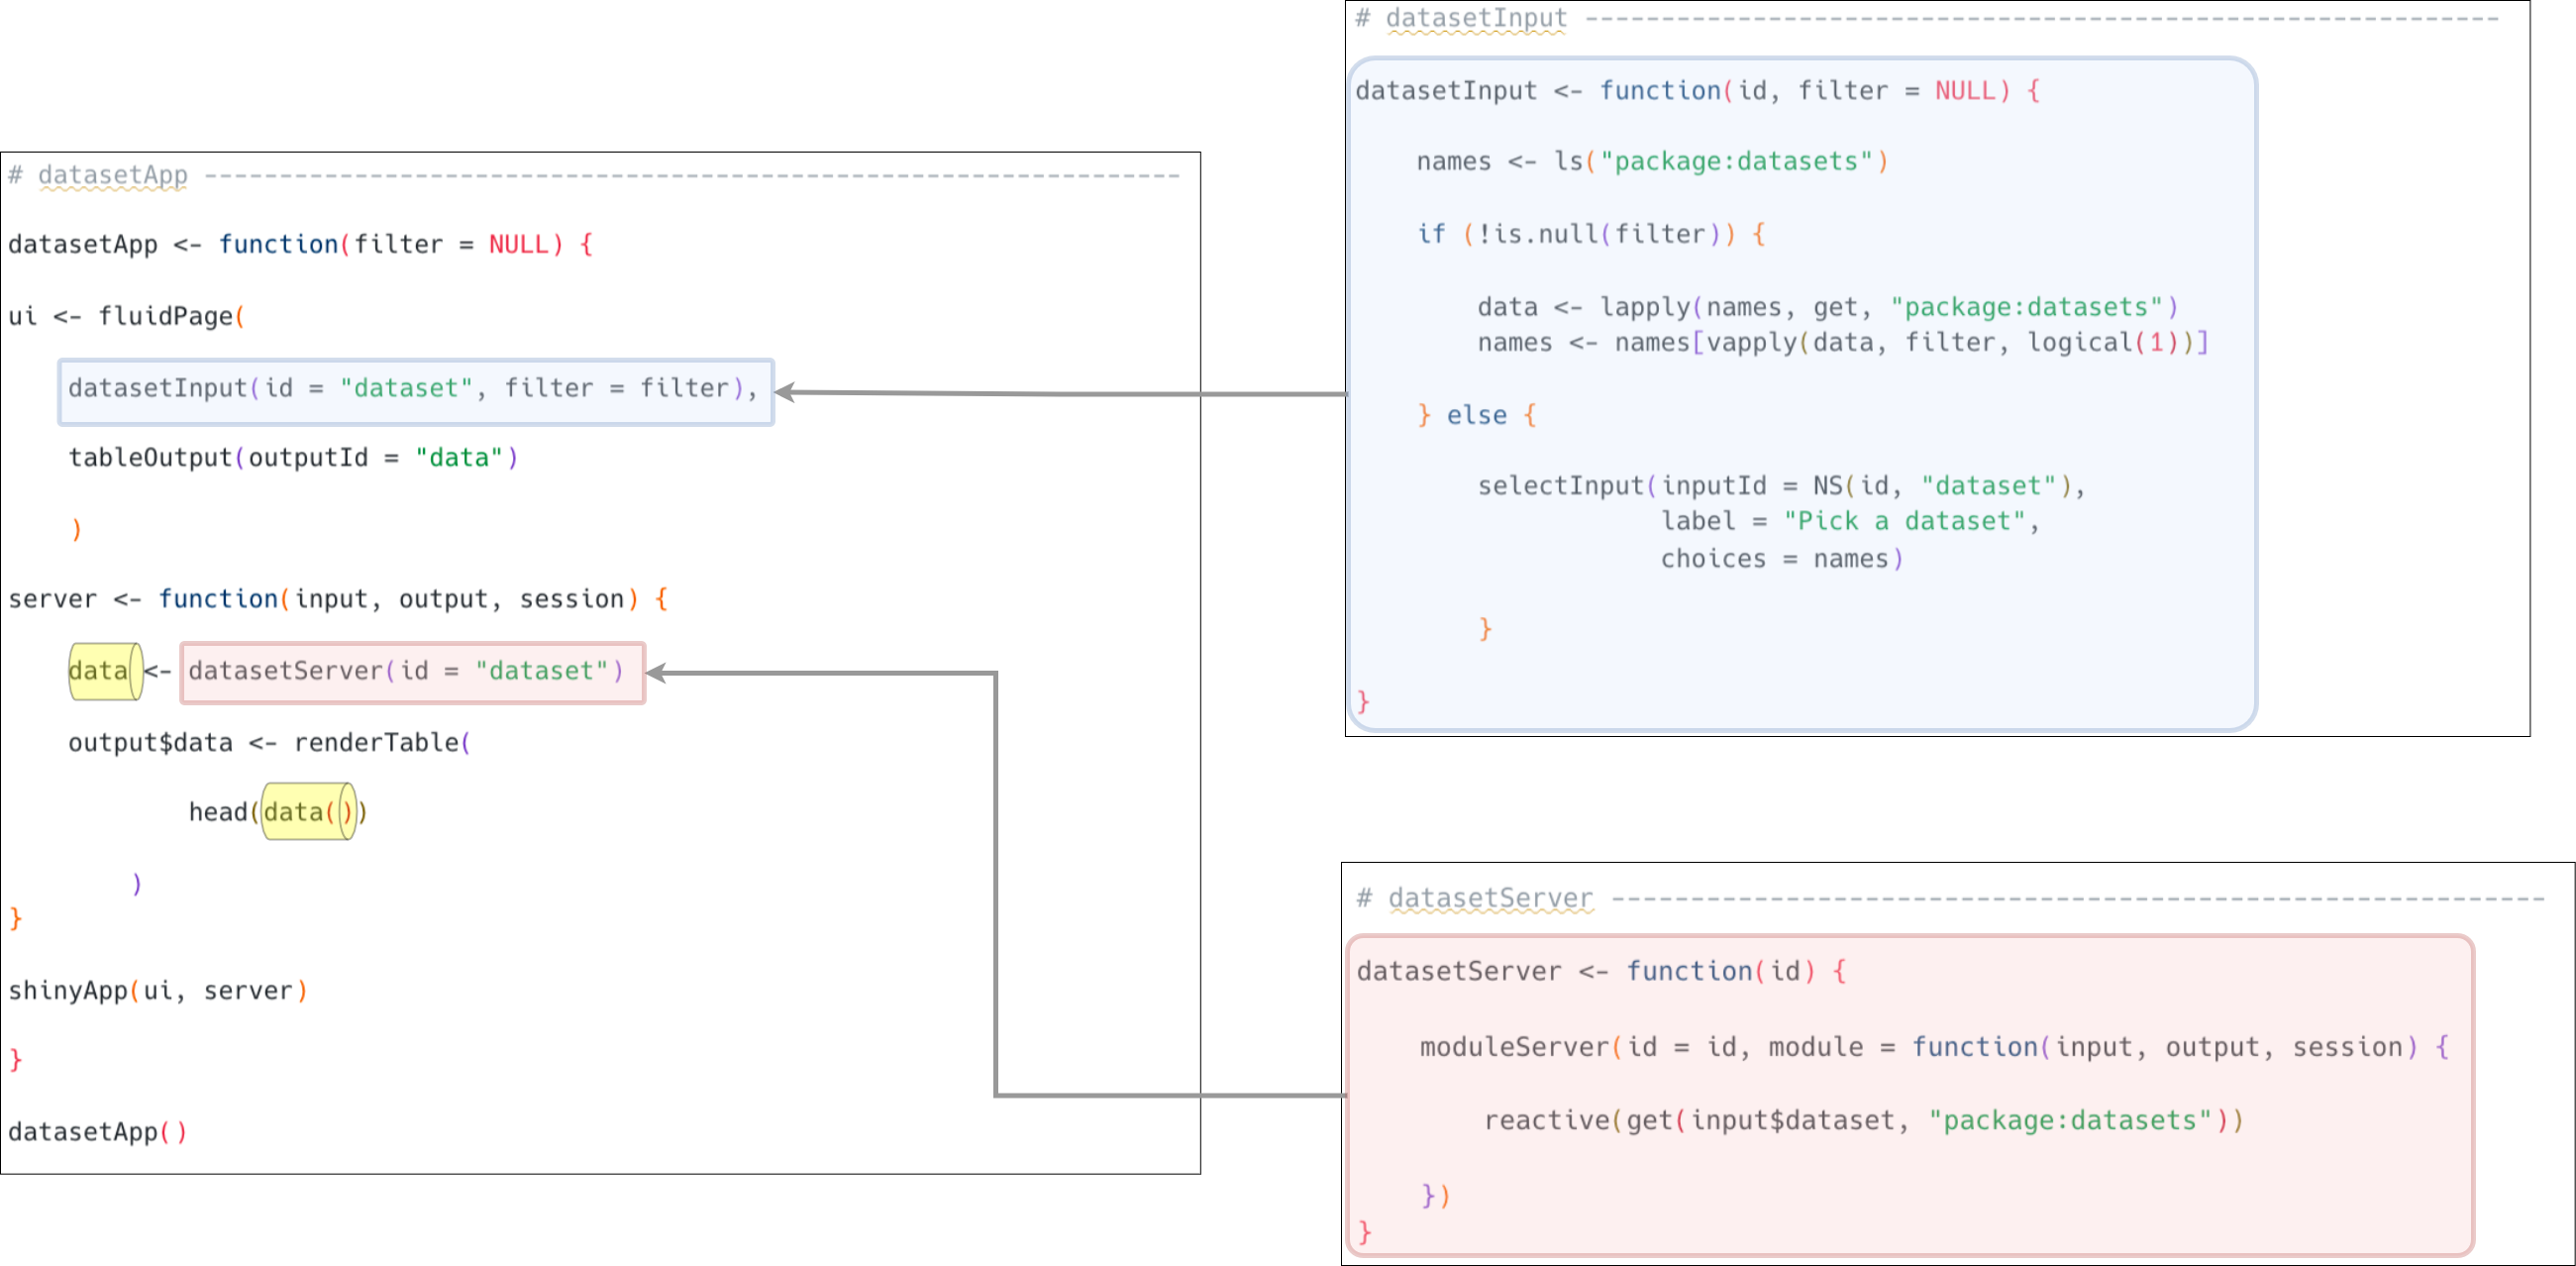 # datasetApp -----------------------------------------------------------------
datasetApp <- function(filter = NULL) {
ui <- fluidPage(
datasetInput(id = "dataset", filter = filter),
tableOutput(outputId = "data")
)
server <- function(input, output, session) {
data <- datasetServer(id = "dataset")
output$data <- renderTable(
head(data())
)
}
shinyApp(ui, server)
}
datasetApp()
# datasetInput ------------------------------------------------------------
datasetInput <- function(id, filter = NULL) {
names <- ls("package:datasets")
if (!is.null(filter)) {
data <- lapply(names, get, "package:datasets")
names <- names[vapply(data, filter, logical(1))]
} else {
selectInput(inputId = NS(id, "dataset"),
label = "Pick a dataset",
choices = names)
}
}
# datasetServer -----------------------------------------------------------
datasetServer <- function(id) {
moduleServer(id = id, module = function(input, output, session) {
reactive(get(input$dataset, "package:datasets"))
})
}